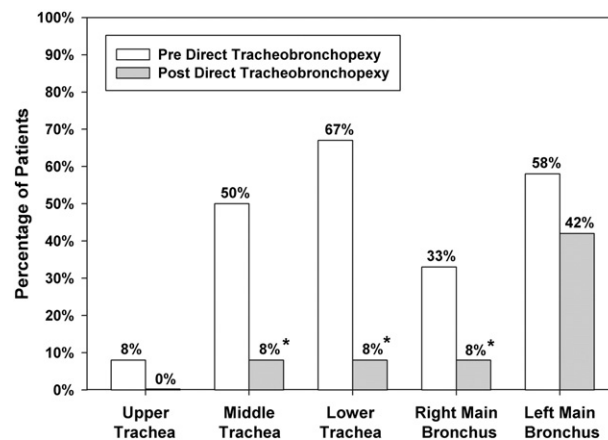 100%
90%
80%
70%
60%
50%
40%
30%
20%
10%
0%
Percentage of Patients
Pre Direct Tracheobronchopexy
Post Direct Tracheobronchopexy
8%
0%
50%
8%*
67%
8%*
33%
8%*
58%
42%
Upper
Trachea
Middle
Trachea
Lower
Trachea
Right Main
Bronchus
Left Main
Bronchus